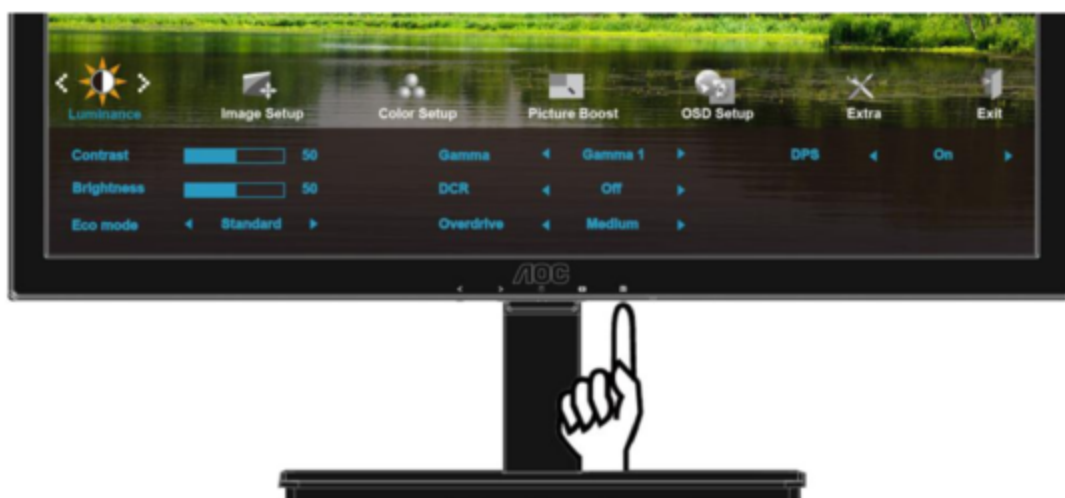 Luminance Image Setup Color Setup Picture Boost OSD Setup Extra Exit
Contrast 50 Gamma Gamma 1 DPS On
Brightness 50 DCR Off
Eco mode Standard Overdrive Medium
AOC